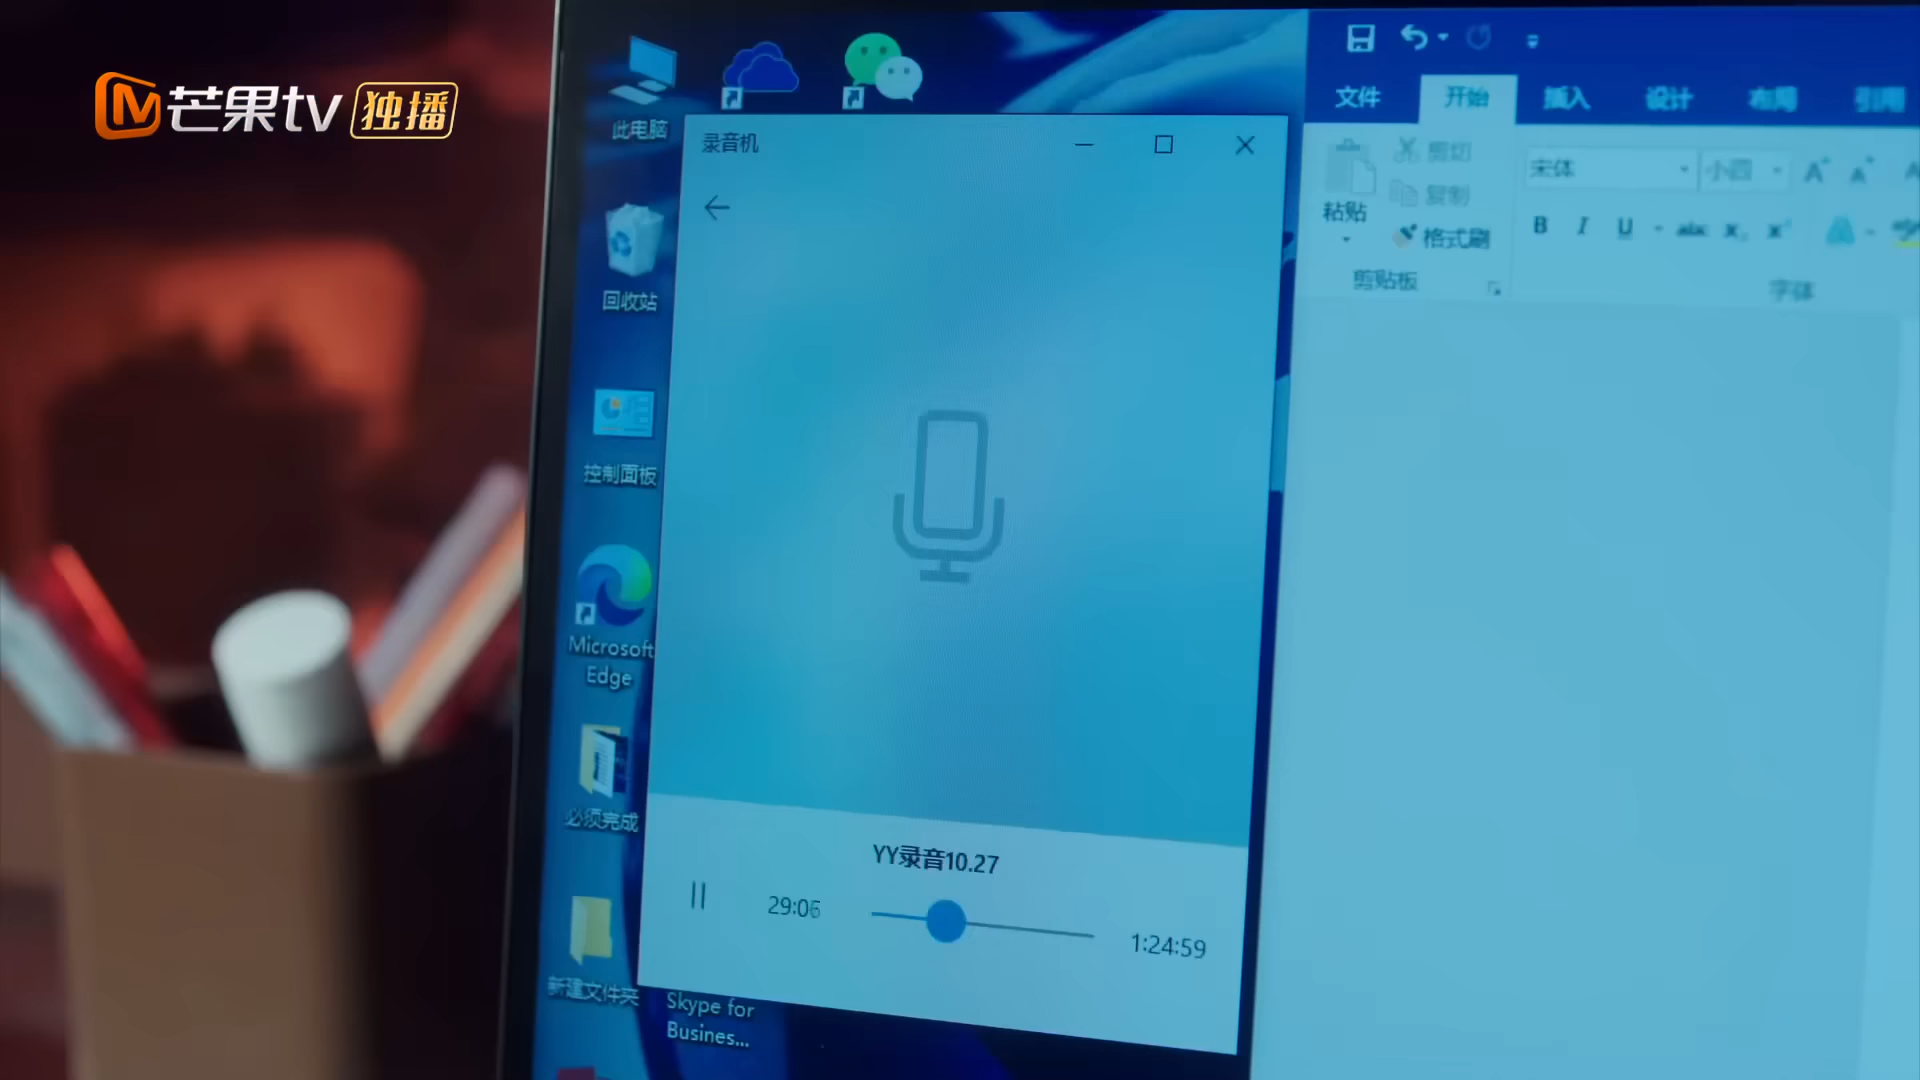 芒果tv 独播
此电脑
回收站
控制面板
Microsoft
Edge
必须完成
新建文件夹
Skype for
Busines...
录音机
YY录音10.27
29:06
1:24:59
文件 开始 插入 设计 布局 引用
剪切
复制
粘贴
格式刷
剪贴板
宋体 小四
B I U abc
字体